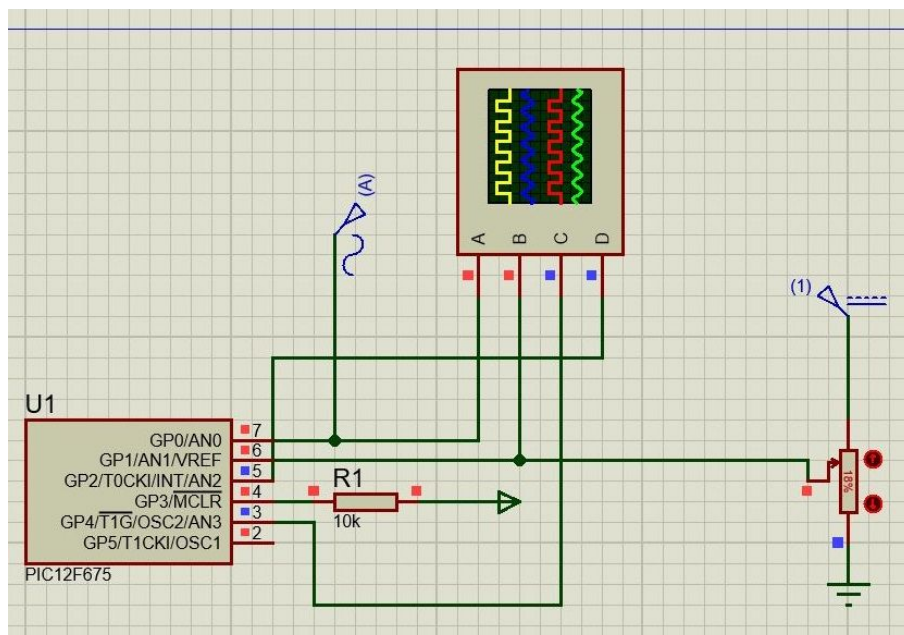 (A)
A
B
C
D
(1)
U1
GP0/AN0
7
GP1/AN1/VREF
6
GP2/T0CKI/INT/AN2
5
GP3/MCLR
4
GP4/T1G/OSC2/AN3
3
GP5/T1CKI/OSC1
2
PIC12F675
R1
10k
18%